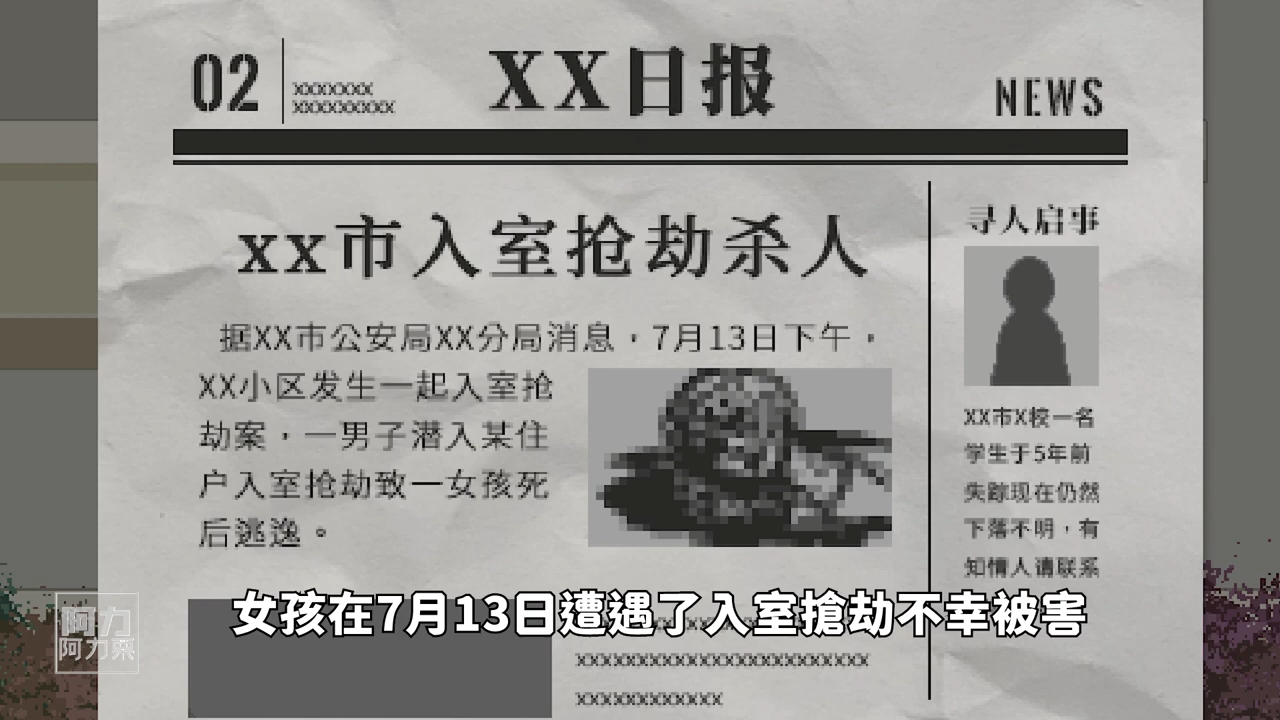 02
xxxxxxx
xxxxxxxxx
XX日报
NEWS
xx市入室抢劫杀人
据XX市公安局XX分局消息，7月13日下午，
XX小区发生一起入室抢
劫案，一男子潜入某住
户入室抢劫致一女孩死
后逃逸。
寻人启事
XX市X校一名
学生于5年前
失踪现在仍然
下落不明，有
知情人请联系
女孩在7月13日遭遇了入室搶劫不幸被害
xxxxxxxxxxxxxxxxxxxxxxxx
xxxxxxxxxxxx
阿力
阿力菜